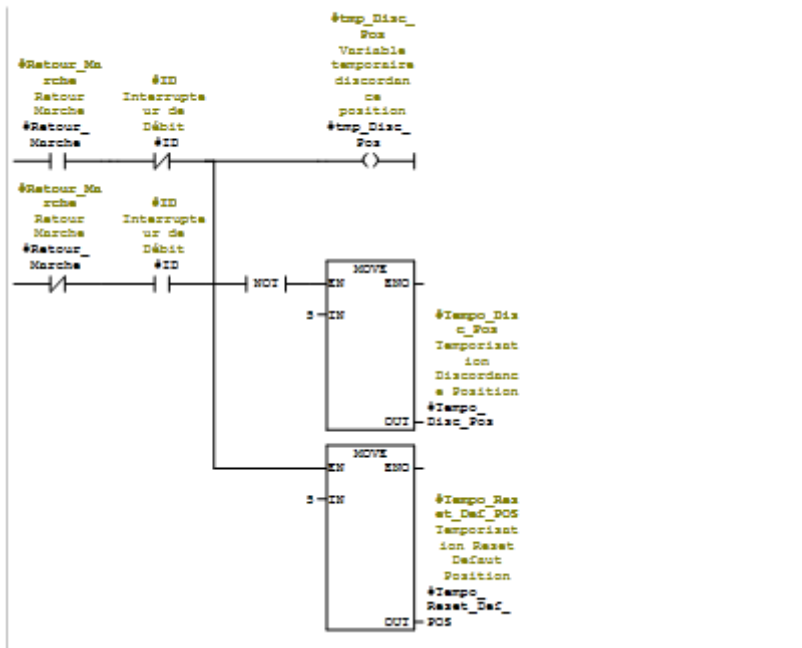 #tmp_Disc_
Pos
Variable
temporaire
discordan
ce
position
#tmp_Disc_
Pos
#Retour_Ma
rche
Retour
Marche
#Retour_
Marche
#ID
Interrupte
ur de
Débit
#ID
#Retour_Ma
rche
Retour
Marche
#Retour_
Marche
#ID
Interrupte
ur de
Débit
#ID
NOT
MOVE
EN ENO
IN
#Tempo_Dis
c_Pos
Temporisat
ion
Discordanc
e Position
#Tempo_
OUT Disc_Pos
MOVE
EN ENO
IN
#Tempo_Res
et_Def_POS
Temporisat
ion Reset
Defaut
Position
#Tempo_
Reset_Def_
OUT POS